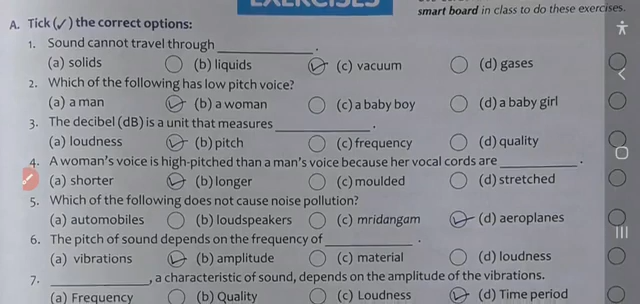 EXERCISES
smart board in class to do these exercises.
A. Tick (✓) the correct options:
1. Sound cannot travel through ____________.
(a) solids (b) liquids (c) vacuum (d) gases
2. Which of the following has low pitch voice?
(a) a man (b) a woman (c) a baby boy (d) a baby girl
3. The decibel (dB) is a unit that measures ____________.
(a) loudness (b) pitch (c) frequency (d) quality
4. A woman's voice is high-pitched than a man's voice because her vocal cords are ____________.
(a) shorter (b) longer (c) moulded (d) stretched
5. Which of the following does not cause noise pollution?
(a) automobiles (b) loudspeakers (c) mridangam (d) aeroplanes
6. The pitch of sound depends on the frequency of ____________.
(a) vibrations (b) amplitude (c) material (d) loudness
7. ____________, a characteristic of sound, depends on the amplitude of the vibrations.
(a) Frequency (b) Quality (c) Loudness (d) Time period